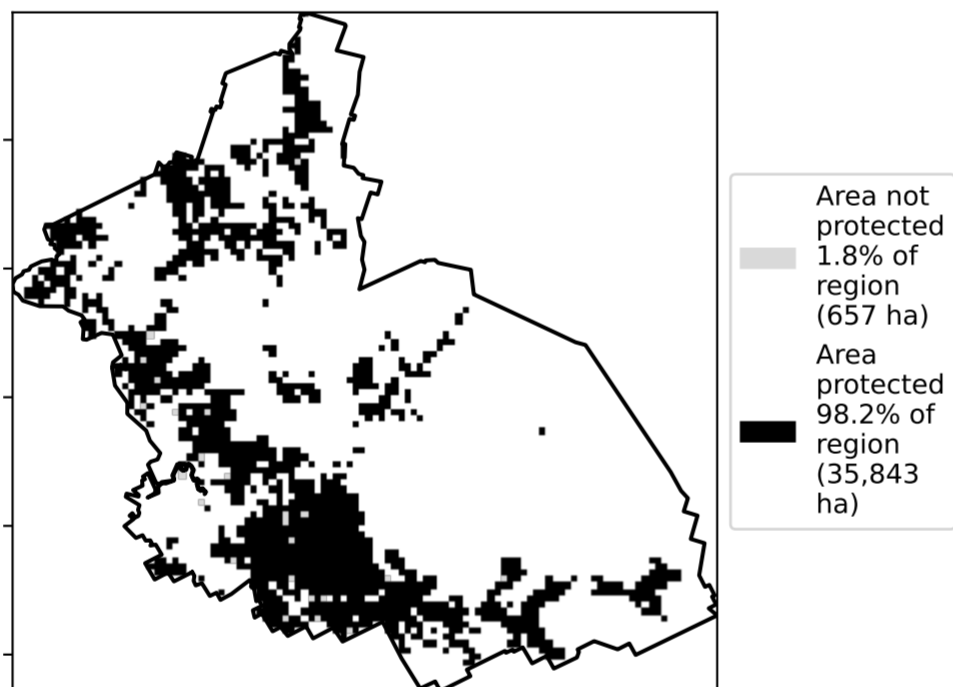 Area not
protected
1.8% of
region
(657 ha)
Area
protected
98.2% of
region
(35,843
ha)